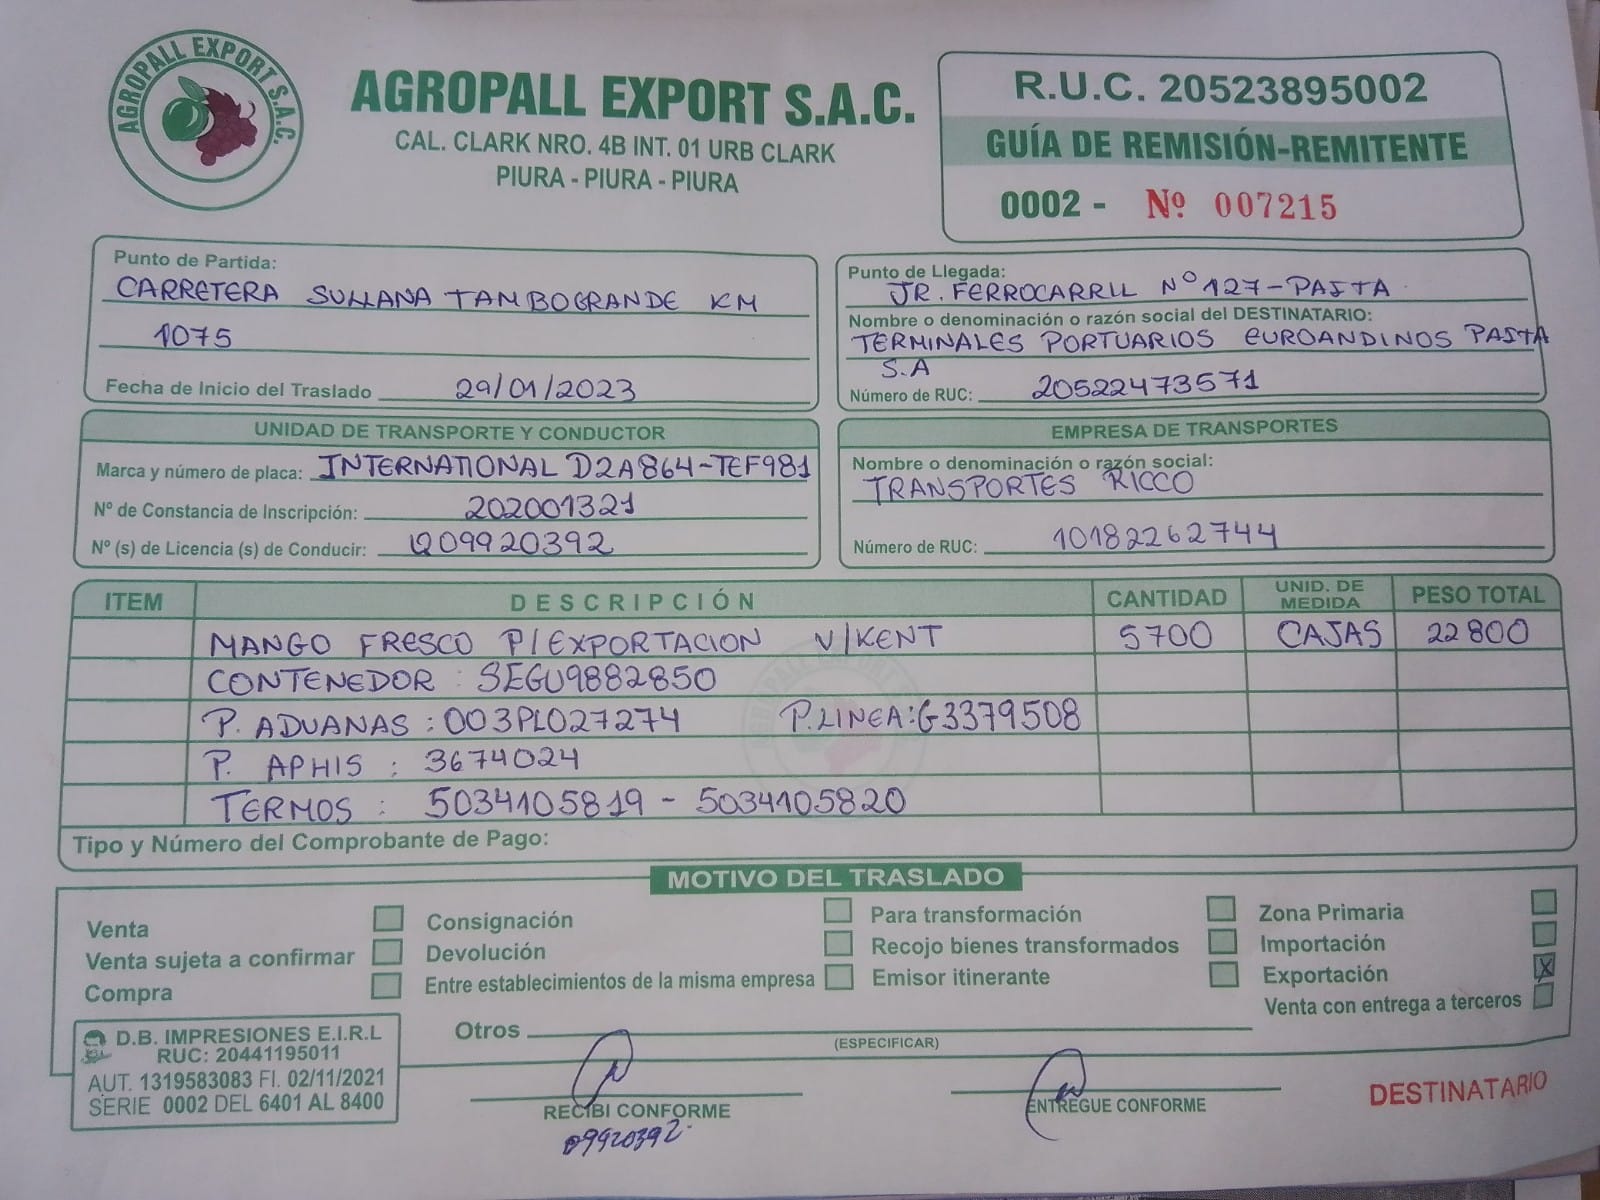 AGROPALL EXPORT S.A.C.
AGROPALL EXPORT S.A.C.
CAL. CLARK NRO. 4B INT. 01 URB CLARK
PIURA - PIURA - PIURA
R.U.C. 20523895002
GUÍA DE REMISIÓN-REMITENTE
0002 - Nº 007215
Punto de Partida:
CARRETERA SULLANA TAMBOGRANDE KM
1075
Fecha de Inicio del Traslado 29/01/2023
Punto de Llegada:
JR. FERROCARRIL Nº 127-PAITA
Nombre o denominación o razón social del DESTINATARIO:
TERMINALES PORTUARIOS EUROANDINOS PAITA
S.A
Número de RUC: 20522473571
UNIDAD DE TRANSPORTE Y CONDUCTOR
Marca y número de placa: INTERNATIONAL D2A864-TEF981
Nº de Constancia de Inscripción: 202001321
Nº (s) de Licencia (s) de Conducir: Q09920392
EMPRESA DE TRANSPORTES
Nombre o denominación o razón social:
TRANSPORTES RICCO
Número de RUC: 10182262744
ITEM DESCRIPCIÓN CANTIDAD UNID. DE MEDIDA PESO TOTAL
MANGO FRESCO P/EXPORTACION V/KENT 5700 CAJAS 22800
CONTENEDOR : SEGU9882850
P. ADUANAS : 003PL027274 P.LINEA:G3379508
P. APHIS : 3674024
TERMOS : 5034105819 - 5034105820
Tipo y Número del Comprobante de Pago:
MOTIVO DEL TRASLADO
Venta
Venta sujeta a confirmar
Compra
Consignación
Devolución
Entre establecimientos de la misma empresa
Para transformación
Recojo bienes transformados
Emisor itinerante
Zona Primaria
Importación
Exportación X
Venta con entrega a terceros
Otros
(ESPECIFICAR)
D.B. IMPRESIONES E.I.R.L
RUC: 20441195011
AUT. 1319583083 FI. 02/11/2021
SERIE 0002 DEL 6401 AL 8400
RECIBI CONFORME
09920392
ENTREGUE CONFORME
DESTINATARIO